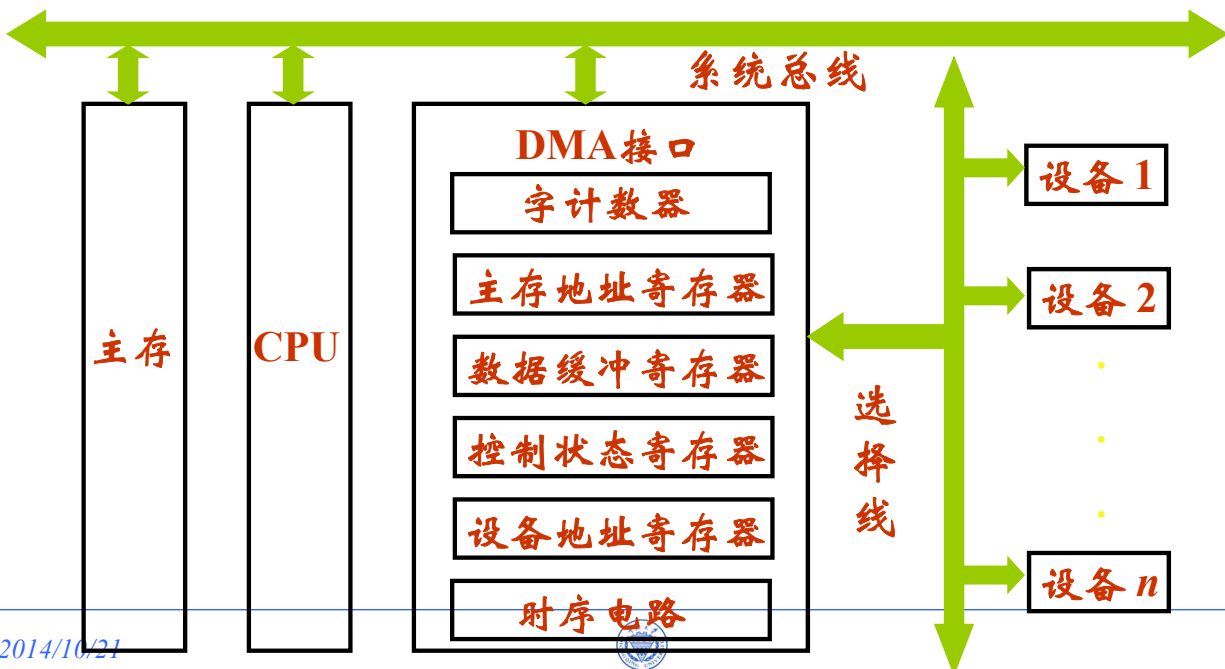 系统总线
DMA接口
字计数器
主存地址寄存器
数据缓冲寄存器
控制状态寄存器
设备地址寄存器
时序电路
主存
CPU
选择线
设备 1
设备 2
设备 n
2014/10/21